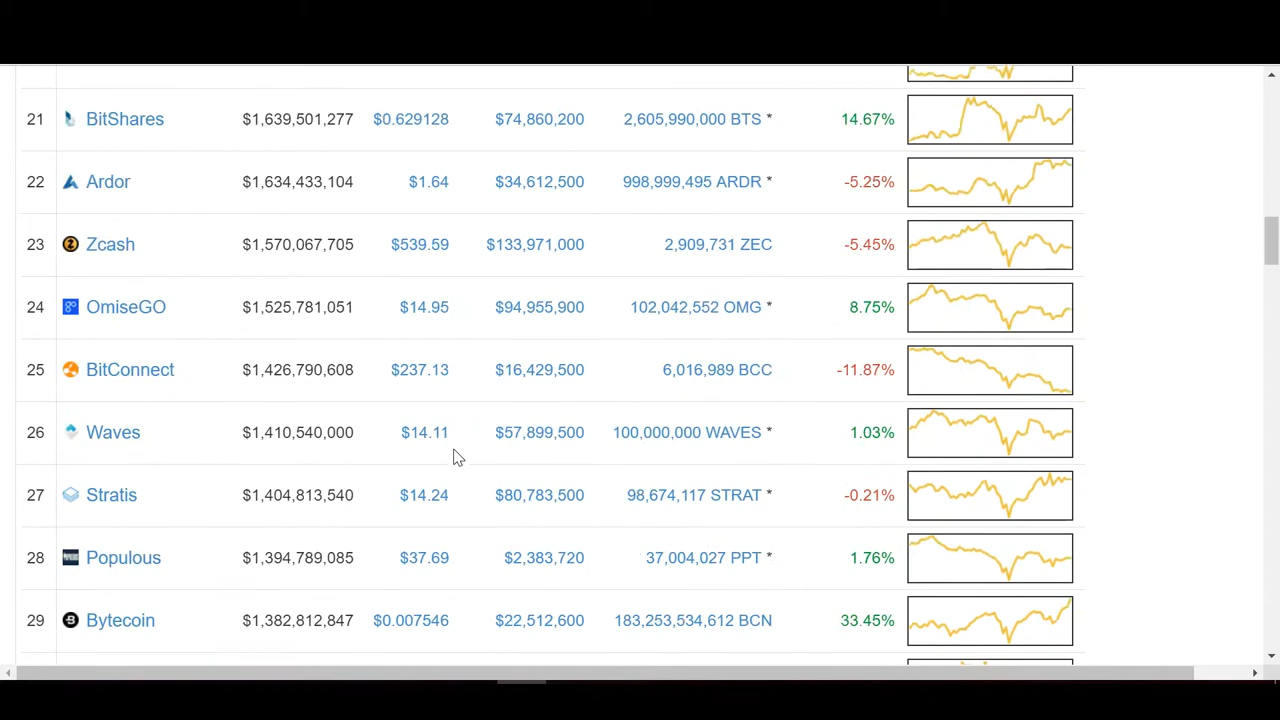 21 BitShares $1,639,501,277 $0.629128 $74,860,200 2,605,990,000 BTS * 14.67%
22 Ardor $1,634,433,104 $1.64 $34,612,500 998,999,495 ARDR * -5.25%
23 Zcash $1,570,067,705 $539.59 $133,971,000 2,909,731 ZEC -5.45%
24 OmiseGO $1,525,781,051 $14.95 $94,955,900 102,042,552 OMG * 8.75%
25 BitConnect $1,426,790,608 $237.13 $16,429,500 6,016,989 BCC -11.87%
26 Waves $1,410,540,000 $14.11 $57,899,500 100,000,000 WAVES * 1.03%
27 Stratis $1,404,813,540 $14.24 $80,783,500 98,674,117 STRAT * -0.21%
28 Populous $1,394,789,085 $37.69 $2,383,720 37,004,027 PPT * 1.76%
29 Bytecoin $1,382,812,847 $0.007546 $22,512,600 183,253,534,612 BCN 33.45%